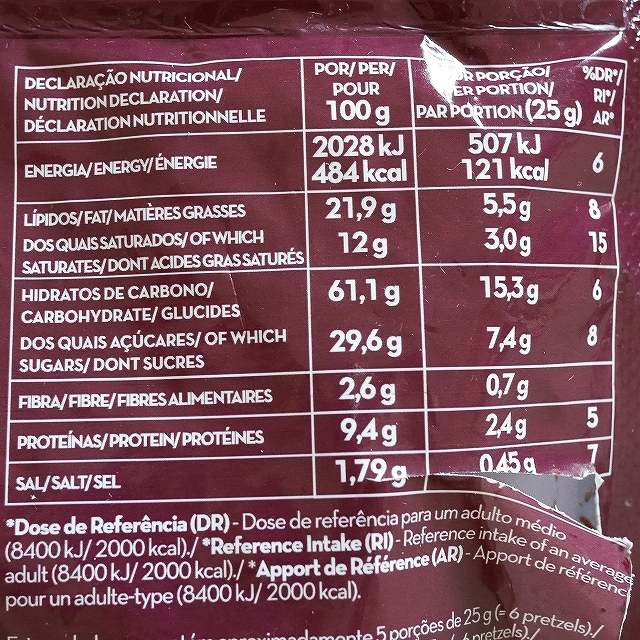 DECLARAÇÃO NUTRICIONAL/
NUTRITION DECLARATION/
DÉCLARATION NUTRITIONNELLE
POR/ PER/
POUR
100 g
PORÇÃO/
PORTION/
PAR PORTION (25 g)
%DR*/
RI*/
AR*
ENERGIA/ ENERGY/ ÉNERGIE
2028 kJ
484 kcal
507 kJ
121 kcal
6
LÍPIDOS/ FAT/ MATIÈRES GRASSES 21,9 g 5,5 g 8
DOS QUAIS SATURADOS/ OF WHICH
SATURATES/ DONT ACIDES GRAS SATURÉS
12 g 3,0 g 15
HIDRATOS DE CARBONO/
CARBOHYDRATE/ GLUCIDES
61,1 g 15,3 g 6
DOS QUAIS AÇÚCARES/ OF WHICH
SUGARS/ DONT SUCRES
29,6 g 7,4 g 8
FIBRA/ FIBRE/ FIBRES ALIMENTAIRES 2,6 g 0,7 g
PROTEÍNAS/ PROTEIN/ PROTÉINES 9,4 g 2,4 g 5
SAL/ SALT/ SEL 1,79 g 0,45 g 7
*Dose de Referência (DR) - Dose de referência para um adulto médio
(8400 kJ/ 2000 kcal)./ *Reference Intake (RI) - Reference intake of an average
adult (8400 kJ/ 2000 kcal)./ *Apport de Référence (AR) - Apport de référence
pour un adulte-type (8400 kJ/ 2000 kcal).
aproximadamente 5 porções de 25 g (= 6 pretzels)./
6 pretzels)./